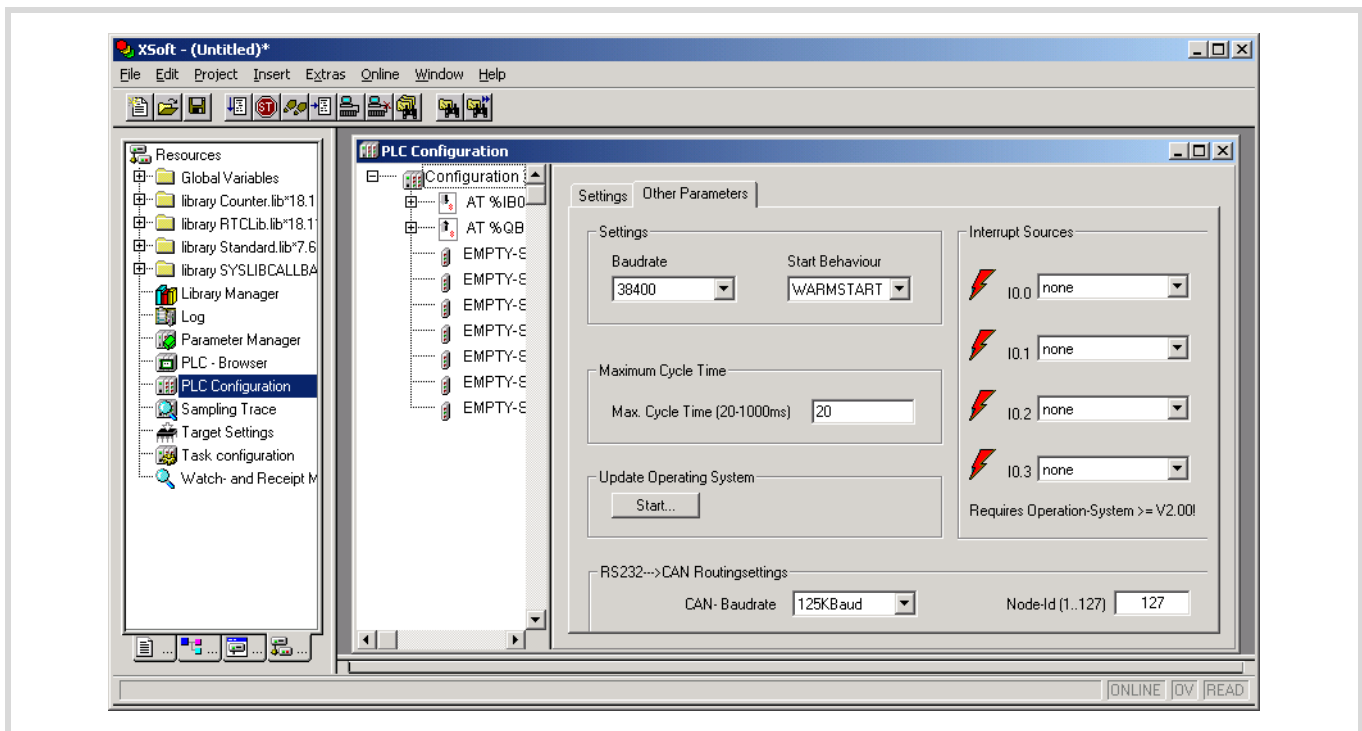 XSoft - (Untitled)*
File Edit Project Insert Extras Online Window Help
Resources
Global Variables
library Counter.lib*18.1
library RTCLib.lib*18.1
library Standard.lib*7.6
library SYSLIBCALLBA
Library Manager
Log
Parameter Manager
PLC - Browser
PLC Configuration
Sampling Trace
Target Settings
Task configuration
Watch- and Receipt M
... ... ... ...
PLC Configuration
Configuration
AT %IB0
AT %QB
EMPTY-S
EMPTY-S
EMPTY-S
EMPTY-S
EMPTY-S
EMPTY-S
EMPTY-S
Settings Other Parameters
Settings
Baudrate Start Behaviour
38400 WARMSTART
Maximum Cycle Time
Max. Cycle Time (20-1000ms) 20
Update Operating System
Start...
Interrupt Sources
I0.0 none
I0.1 none
I0.2 none
I0.3 none
Requires Operation-System >= V2.00!
RS232--->CAN Routingsettings
CAN- Baudrate 125KBaud Node-Id (1..127) 127
ONLINE OV READ